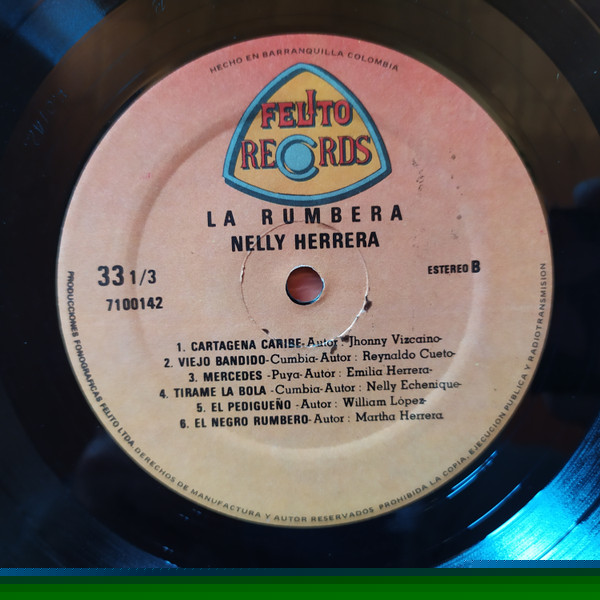 HECHO EN BARRANQUILLA COLOMBIA
FELITO
RECORDS
LA RUMBERA
NELLY HERRERA
33 1/3
ESTEREO B
7100142
1. CARTAGENA CARIBE-Autor: Jhonny Vizcaino-
2. VIEJO BANDIDO-Cumbia-Autor: Reynaldo Cueto-
3. MERCEDES -Puya-Autor: Emilia Herrera-
4. TIRAME LA BOLA -Cumbia-Autor: Nelly Echenique-
5. EL PEDIGUEÑO -Autor: William López-
6. EL NEGRO RUMBERO-Autor: Martha Herrera
PRODUCCIONES FONOGRAFICAS FELITO LTDA. DERECHOS DE MANUFACTURA Y AUTOR RESERVADOS. PROHIBIDA LA COPIA, EJECUCION PUBLICA Y RADIOTRANSMISION